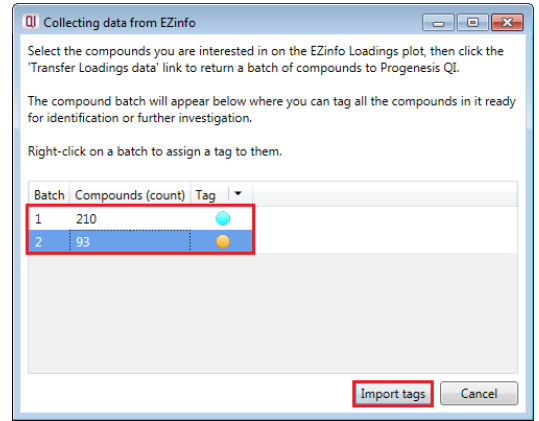 QI Collecting data from EZinfo
Select the compounds you are interested in on the EZinfo Loadings plot, then click the
'Transfer Loadings data' link to return a batch of compounds to Progenesis QI.
The compound batch will appear below where you can tag all the compounds in it ready
for identification or further investigation.
Right-click on a batch to assign a tag to them.
Batch Compounds (count) Tag
1 210
2 93
Import tags Cancel